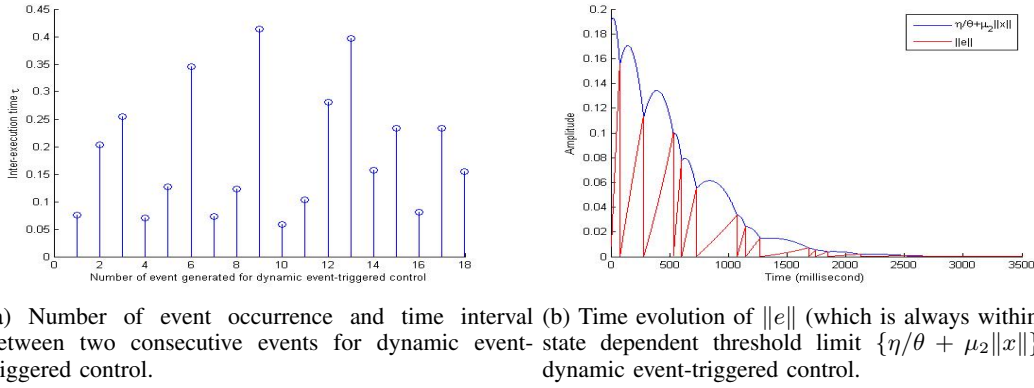 0.45
0.4
0.35
0.3
0.25
0.2
0.15
0.1
0.05
0
Inter-execution time τ
0 2 4 6 8 10 12 14 16 18
Number of event generated for dynamic event-triggered control
0.2
0.18
0.16
0.14
0.12
0.1
0.08
0.06
0.04
0.02
0
Amplitude
η/θ+μ₂||x||
||e||
0 500 1000 1500 2000 2500 3000 3500
Time (millisecond)
a) Number of event occurrence and time interval
etween two consecutive events for dynamic event-
riggered control.
(b) Time evolution of ‖e‖ (which is always within
state dependent threshold limit {η/θ + μ₂‖x‖}
dynamic event-triggered control.